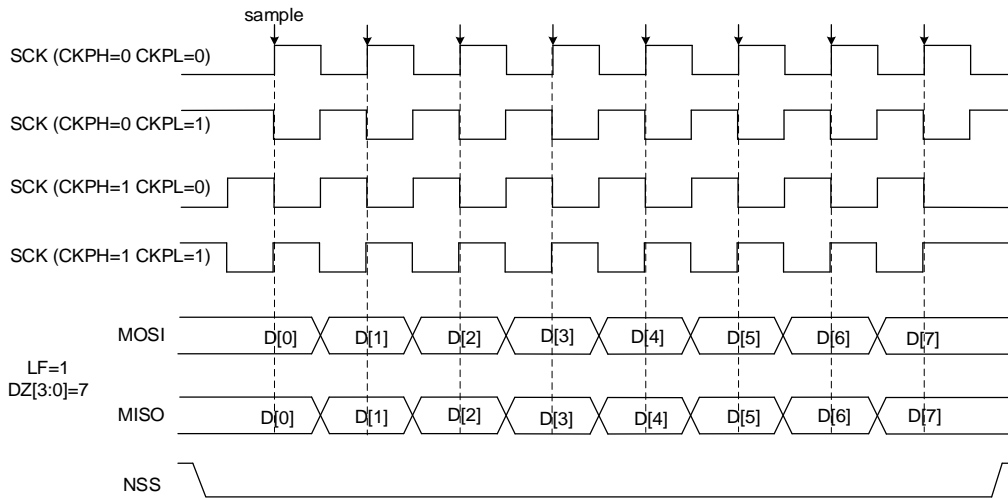 sample
SCK (CKPH=0 CKPL=0)
SCK (CKPH=0 CKPL=1)
SCK (CKPH=1 CKPL=0)
SCK (CKPH=1 CKPL=1)
MOSI
D[0] D[1] D[2] D[3] D[4] D[5] D[6] D[7]
LF=1
DZ[3:0]=7
MISO
D[0] D[1] D[2] D[3] D[4] D[5] D[6] D[7]
NSS